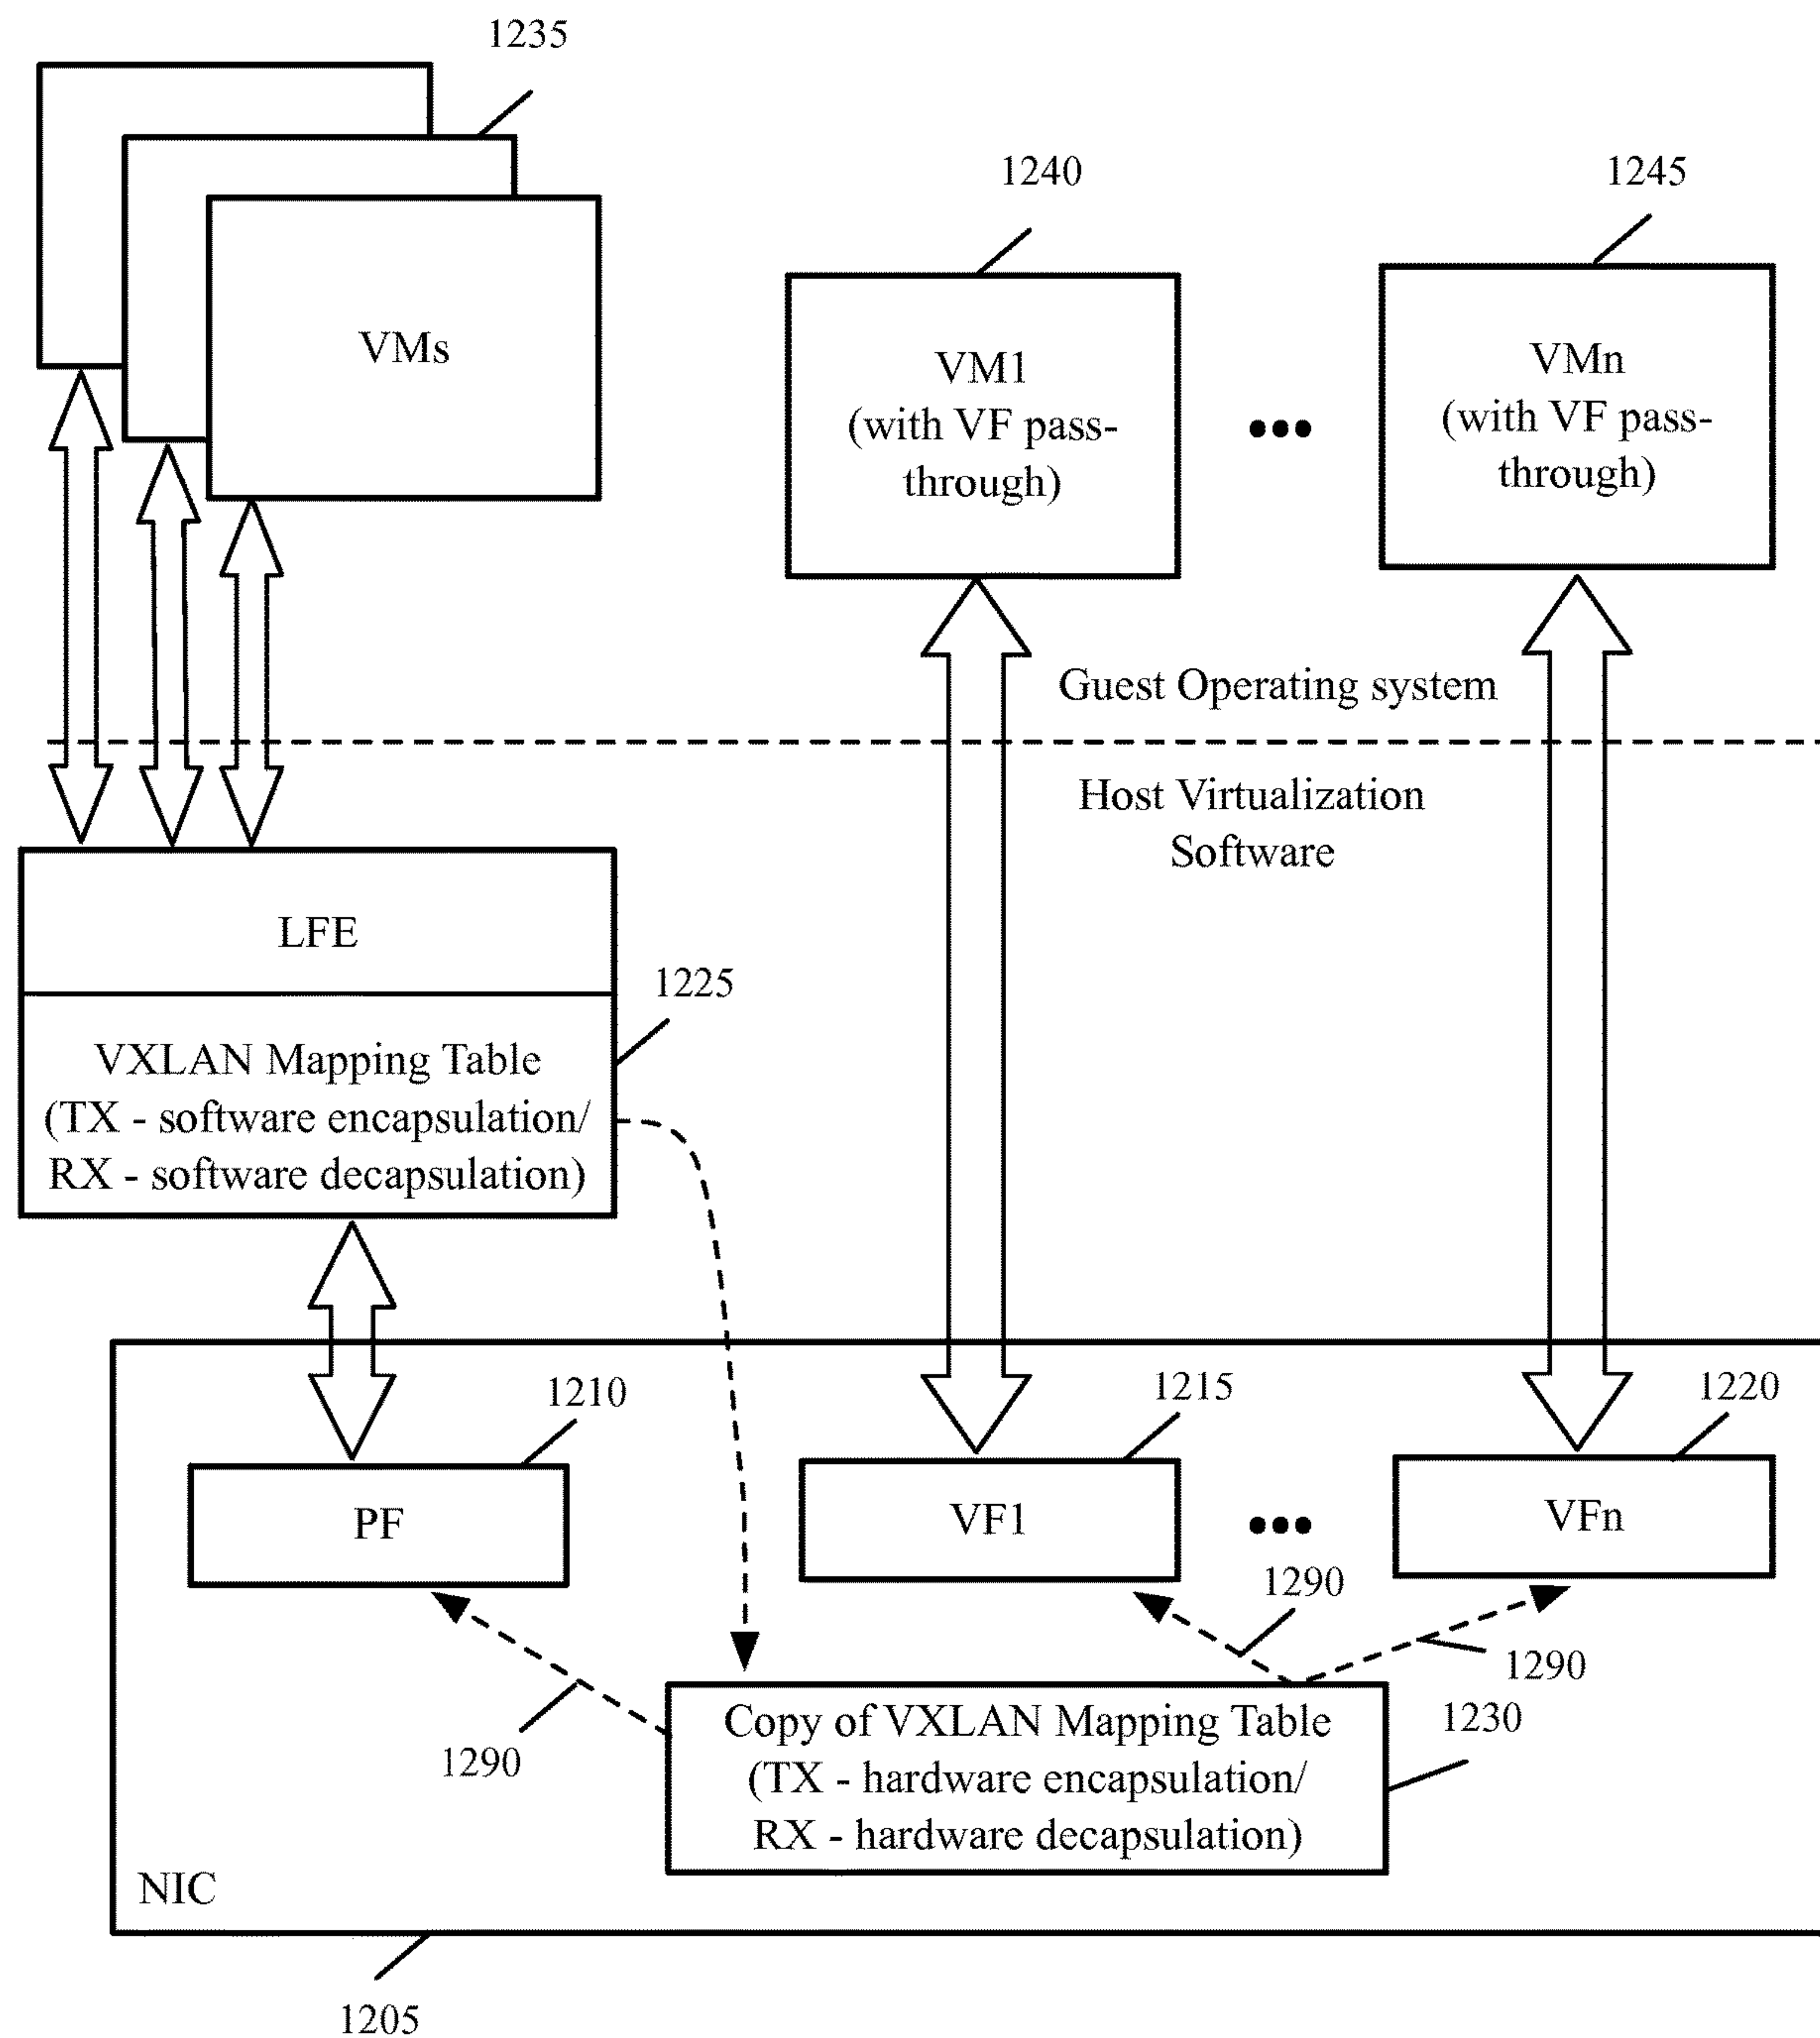 1235
1240
1245
VMs
VM1
(with VF pass-
through)
VMn
(with VF pass-
through)
Guest Operating system
Host Virtualization
Software
LFE
1225
VXLAN Mapping Table
(TX - software encapsulation/
RX - software decapsulation)
1210
1215
1220
PF
VF1
VFn
1290
1290
1290
1230
Copy of VXLAN Mapping Table
(TX - hardware encapsulation/
RX - hardware decapsulation)
NIC
1205